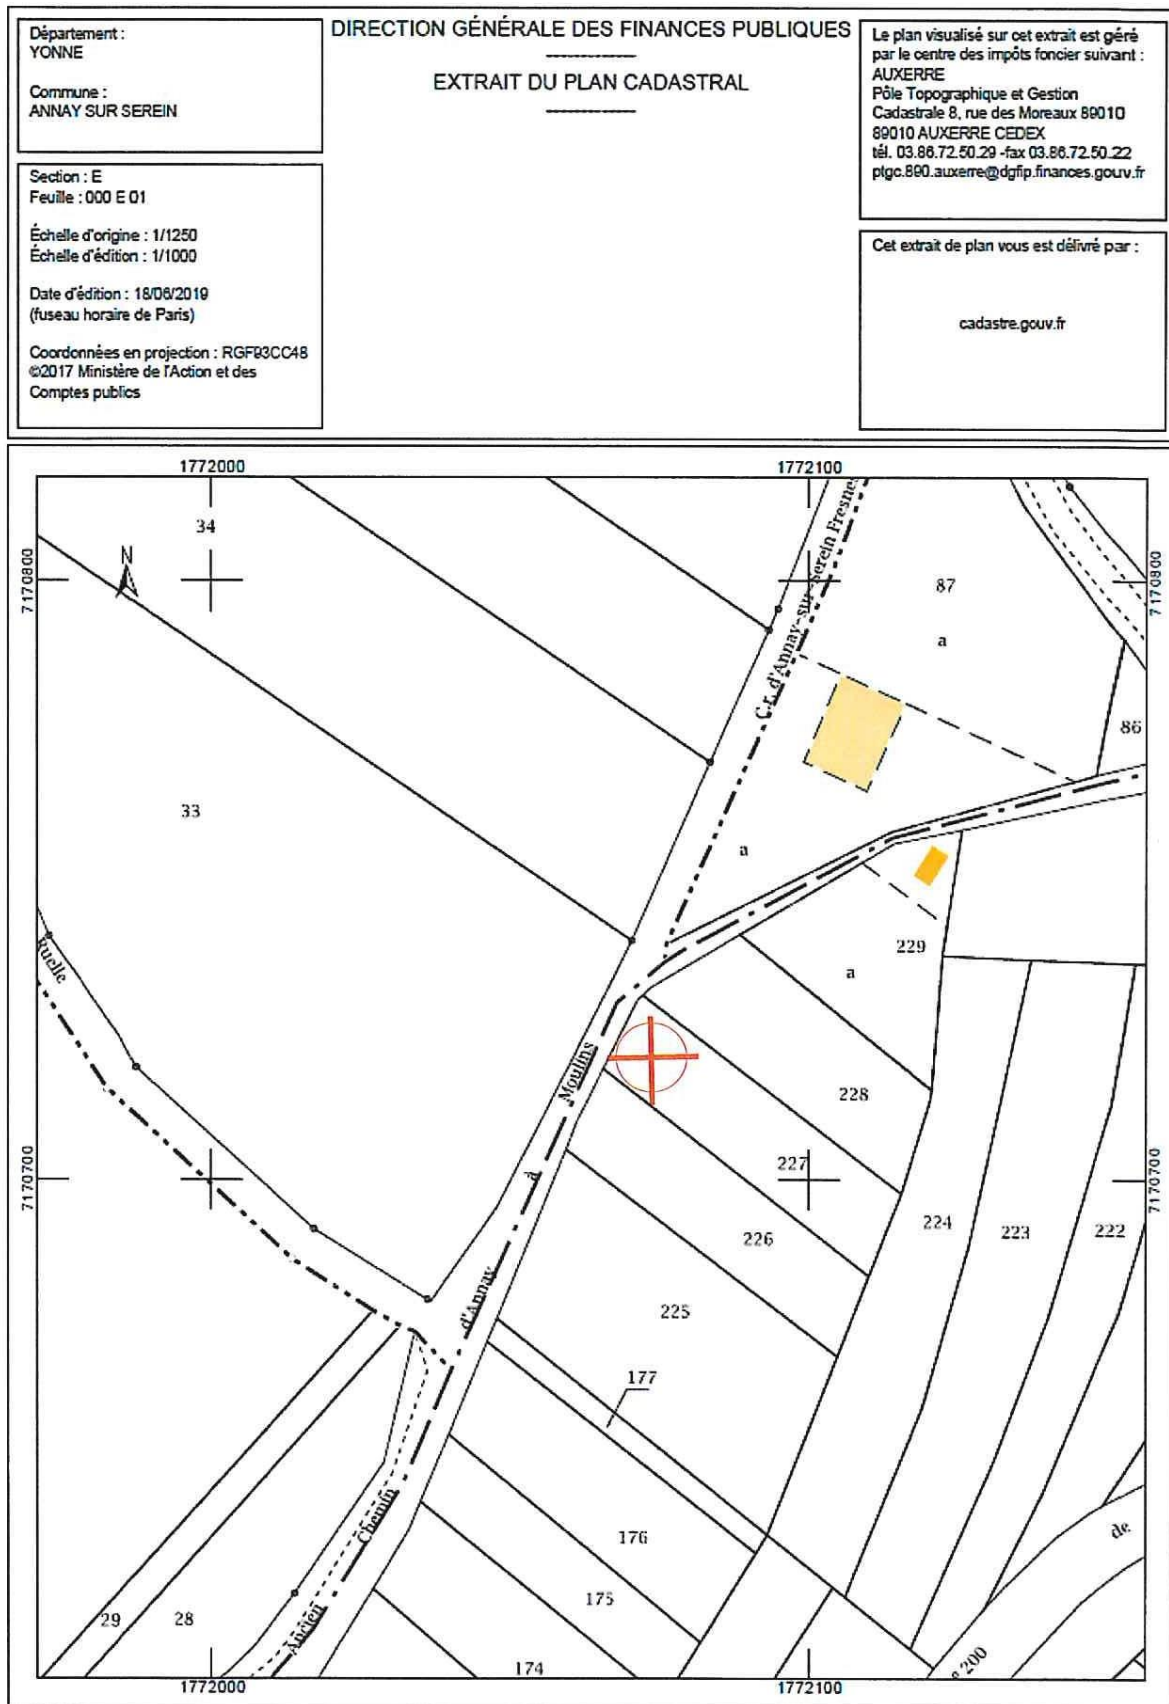 Département :
YONNE
Commune :
ANNAY SUR SEREIN
Section : E
Feuille : 000 E 01
Échelle d'origine : 1/1250
Échelle d'édition : 1/1000
Date d'édition : 18/06/2019
(fuseau horaire de Paris)
Coordonnées en projection : RGF93CC48
©2017 Ministère de l'Action et des
Comptes publics
DIRECTION GÉNÉRALE DES FINANCES PUBLIQUES
EXTRAIT DU PLAN CADASTRAL
Le plan visualisé sur cet extrait est géré
par le centre des impôts foncier suivant :
AUXERRE
Pôle Topographique et Gestion
Cadastrale 8, rue des Moreaux 89010
89010 AUXERRE CEDEX
tél. 03.86.72.50.29 -fax 03.86.72.50.22
ptgc.890.auxerre@dgfip.finances.gouv.fr
Cet extrait de plan vous est délivré par :
cadastre.gouv.fr
1772000
1772100
34
N
7170800
7170800
C.r. d'Annay-sur-Serein Fresnes
87
a
86
33
a
Ruelle
229
a
Moulins
228
227
7170700
7170700
à
226
224
223
222
d'Annay
225
177
Chemin
176
de
175
29
28
Ancien
174
200
1772000
1772100